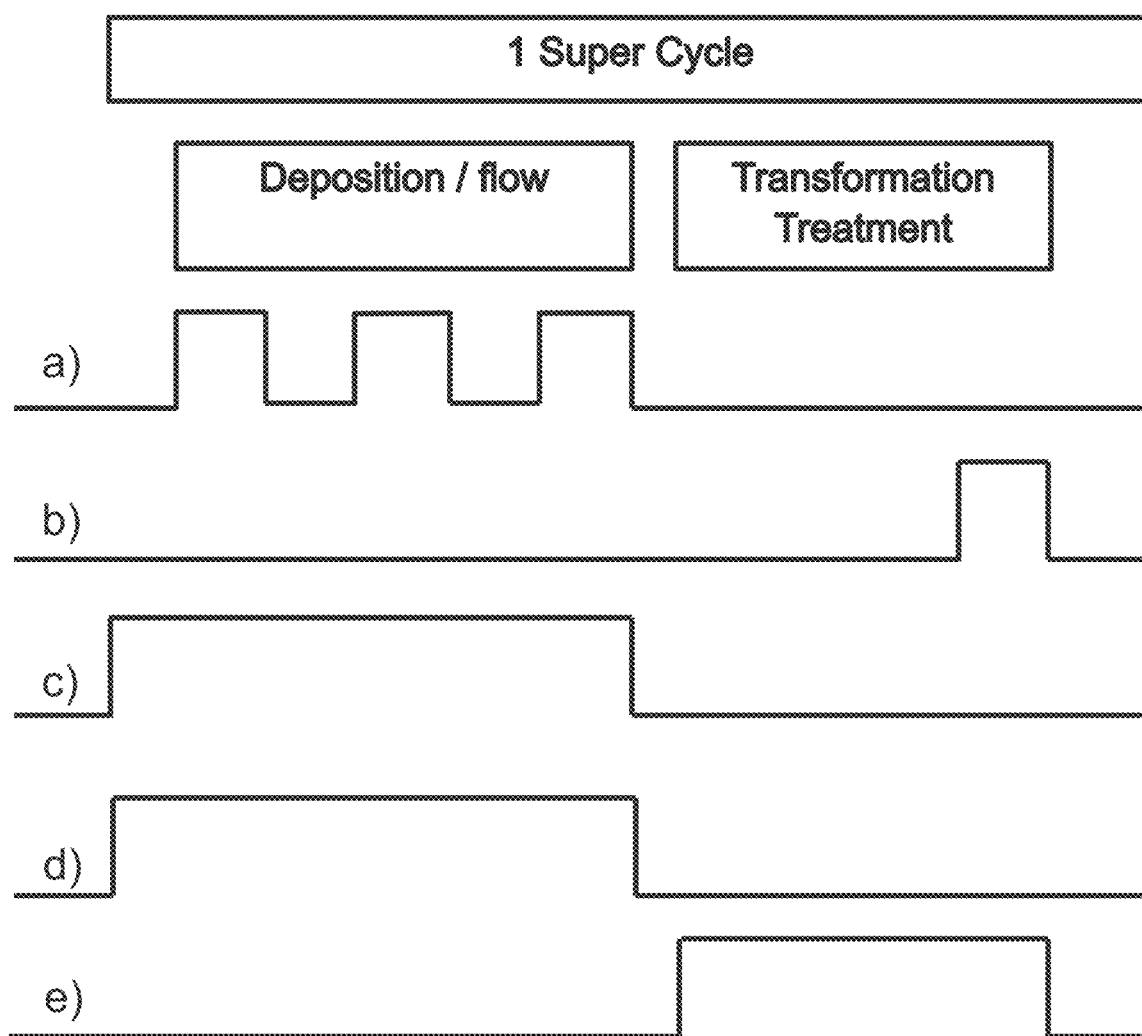 1 Super Cycle
Deposition / flow
Transformation
Treatment
a)
b)
c)
d)
e)